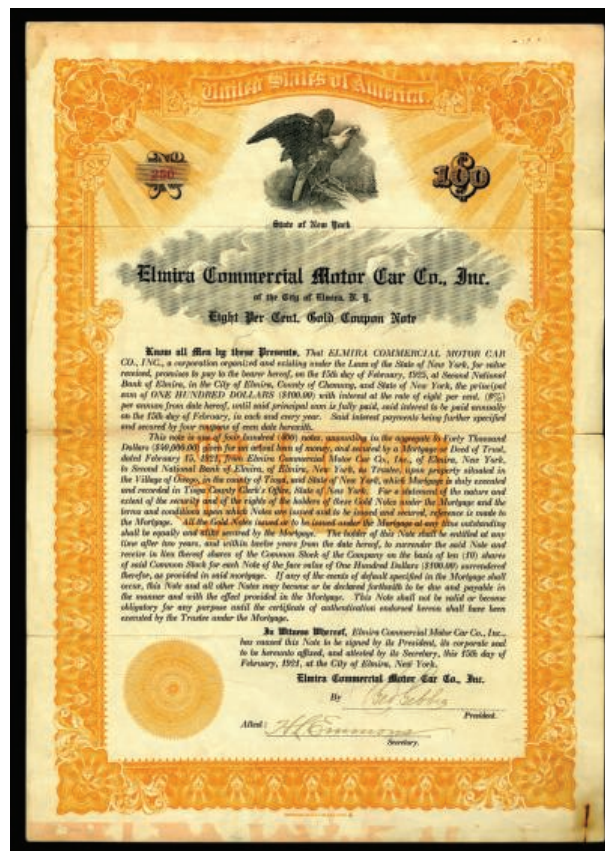 United States of America.
No
250
$100
State of New York
Elmira Commercial Motor Car Co., Inc.
of the City of Elmira, N. Y.
Eight Per Cent. Gold Coupon Note
Know all Men by these Presents, That ELMIRA COMMERCIAL MOTOR CAR
CO., INC., a corporation organized and existing under the Laws of the State of New York, for value
received, promises to pay to the bearer hereof, on the 15th day of February, 1925, at Second National
Bank of Elmira, in the City of Elmira, County of Chemung, and State of New York, the principal
sum of ONE HUNDRED DOLLARS ($100.00) with interest at the rate of eight per cent. (8%)
per annum from date hereof, until said principal sum is fully paid, said interest to be paid annually
on the 15th day of February, in each and every year. Said interest payments being further specified
and secured by four coupons of even date herewith.
This note is one of four hundred (400) notes, amounting in the aggregate to Forty Thousand
Dollars ($40,000.00) given for an actual loan of money, and secured by a Mortgage or Deed of Trust,
dated February 15, 1921, from Elmira Commercial Motor Car Co., Inc., of Elmira, New York,
to Second National Bank of Elmira, of Elmira, New York, as Trustee, upon property situated in
the Village of Owego, in the county of Tioga, and State of New York, which Mortgage is duly executed
and recorded in Tioga County Clerk's Office, State of New York. For a statement of the nature and
extent of the security and of the rights of the holders of these Gold Notes under the Mortgage and the
terms and conditions upon which Notes are issued and to be issued and secured, reference is made to
the Mortgage. All the Gold Notes issued or to be issued under the Mortgage at any time outstanding
shall be equally and secured by the Mortgage. The holder of this Note shall be entitled at any
time after two years, and within twelve years from the date hereof, to surrender the said Note and
receive in lieu thereof shares of the Common Stock of the Company on the basis of ten (10) shares
of said Common Stock for each Note of the face value of One Hundred Dollars ($100.00) surrendered
therefor, as provided in said mortgage. If any of the events of default specified in the Mortgage shall
occur, this Note and all other Notes may become or be declared forthwith to be due and payable in
the manner and with the effect provided in the Mortgage. This Note shall not be valid or become
obligatory for any purpose until the certificate of authentication endorsed hereon shall have been
executed by the Trustee under the Mortgage.
In Witness Whereof, Elmira Commercial Motor Car Co., Inc.,
has caused this Note to be signed by its President, its corporate seal
to be hereunto affixed, and attested by its Secretary, this 15th day of
February, 1921, at the City of Elmira, New York.
Elmira Commercial Motor Car Co., Inc.
By
President.
Attest: H Emmons
Secretary.